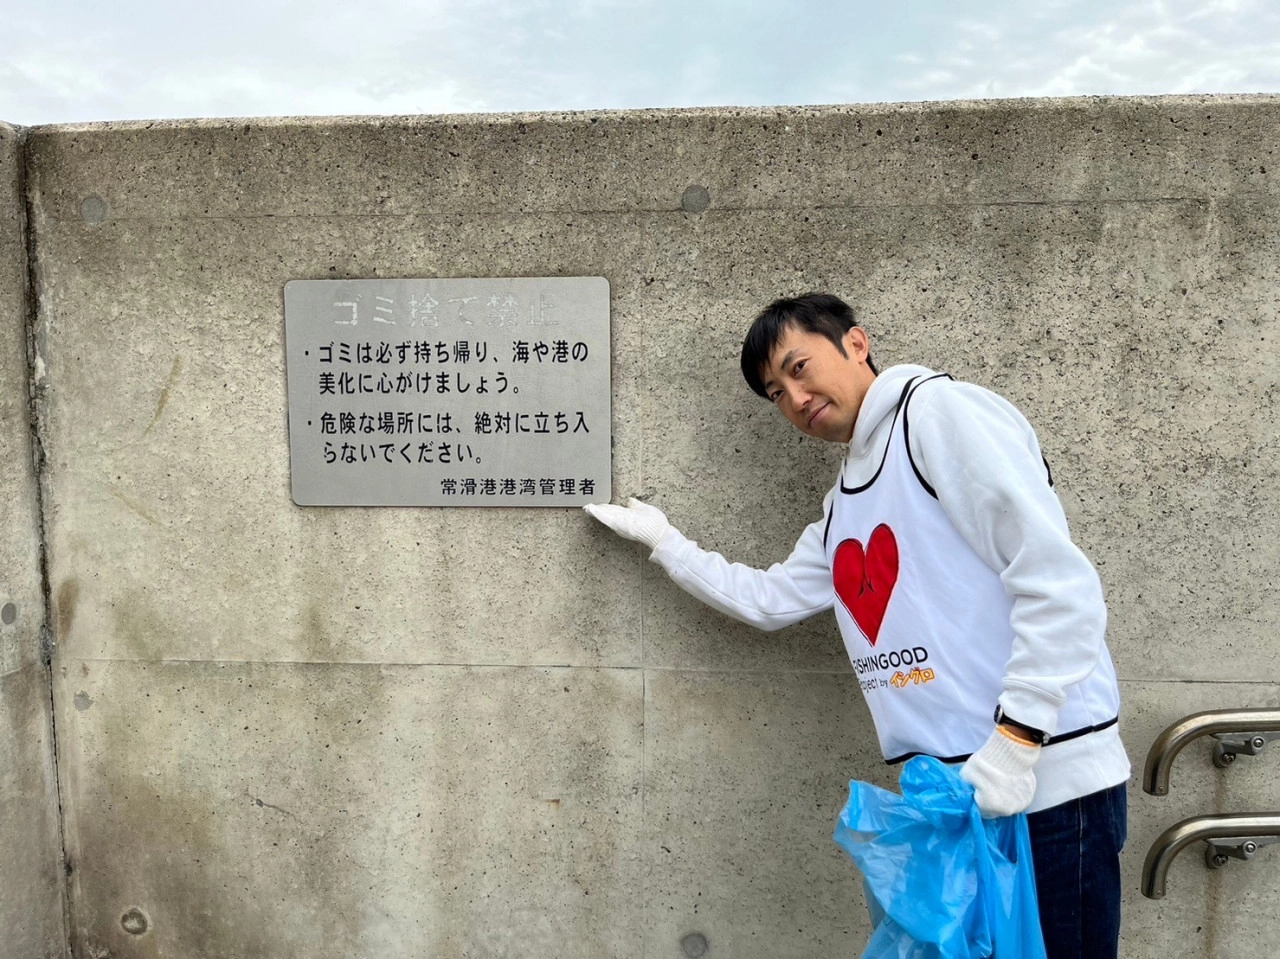 ゴミ捨て禁止
・ゴミは必ず持ち帰り、海や港の
美化に心がけましょう。
・危険な場所には、絶対に立ち入
らないでください。
常滑港港湾管理者
FISHINGOOD
Project by イシグロ